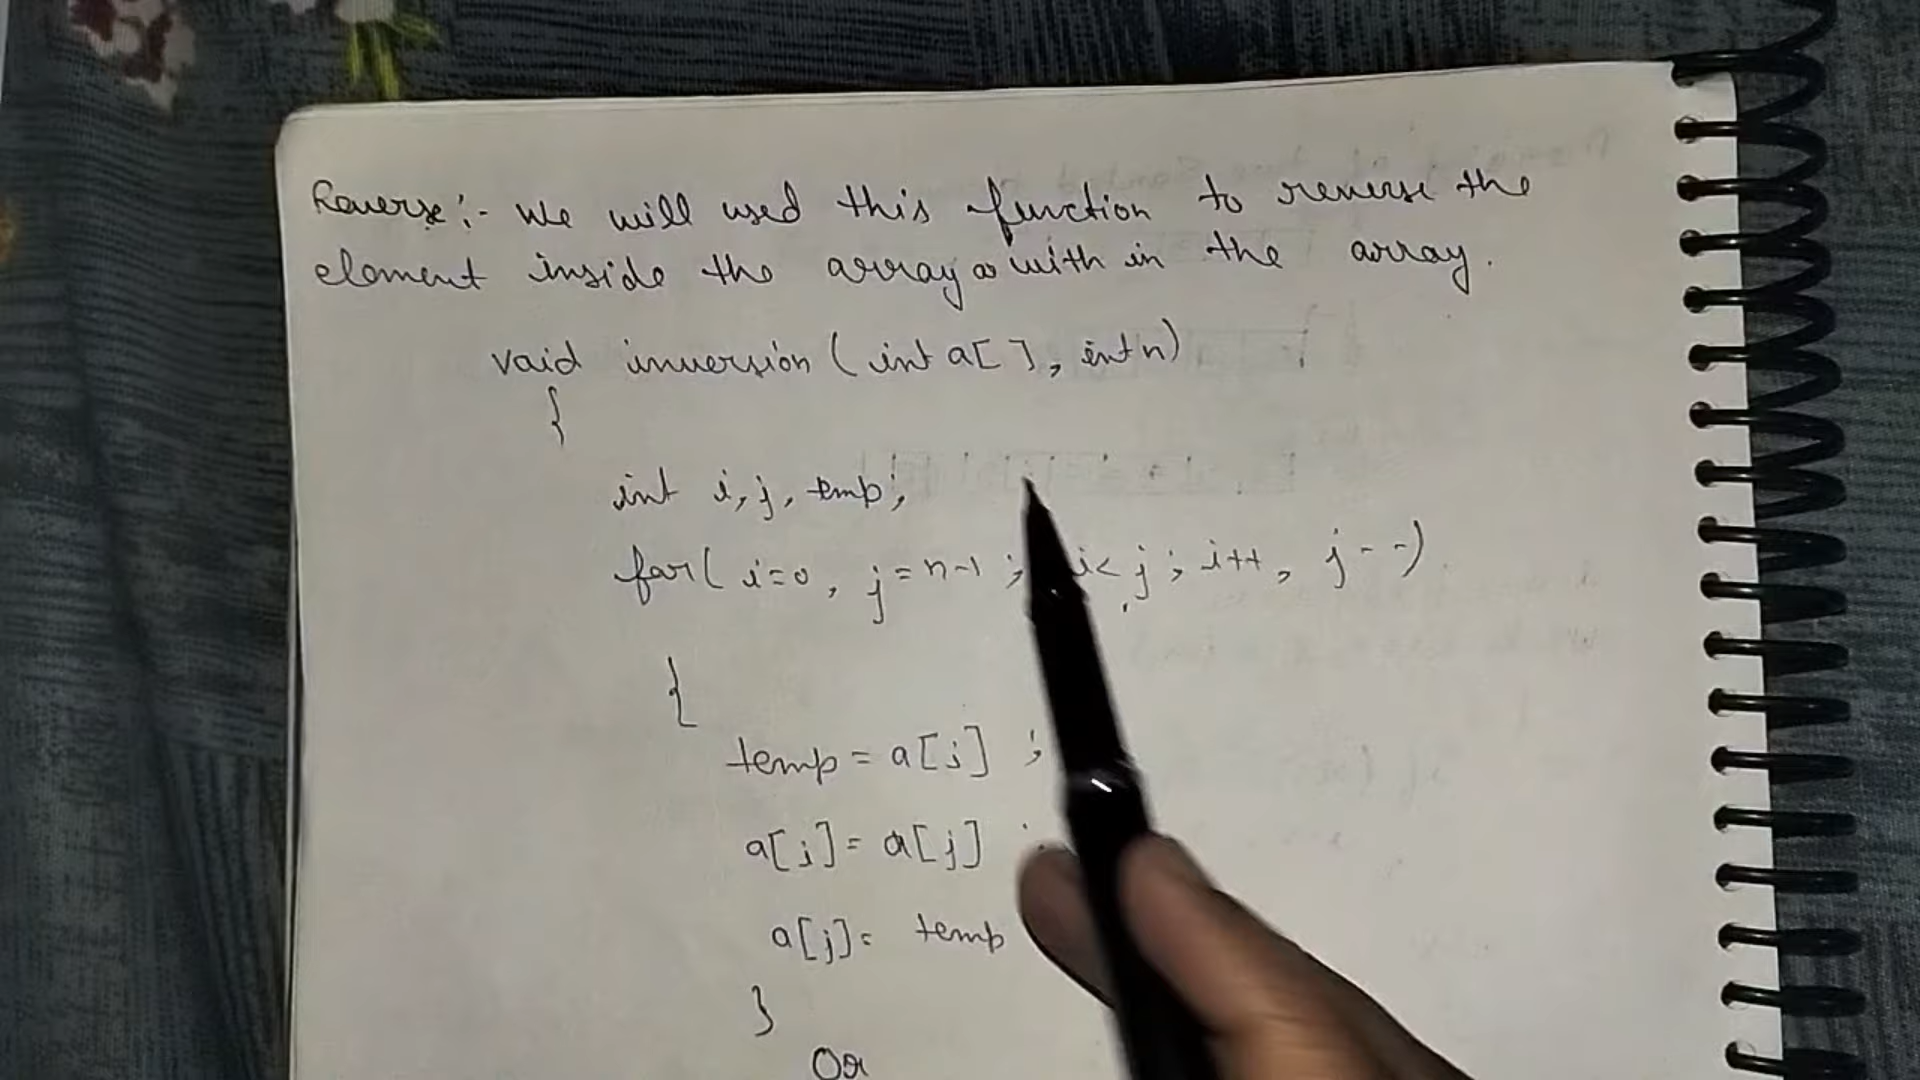 Reverse:- We will used this function to reverse the
element inside the array or with in the array.
void inversion (int a[ ], int n)
{
int i, j, temp;
for( i=0, j=n-1 ; i< j ; i++, j--)
{
temp = a[i] ;
a[i] = a[j] ;
a[j] = temp
}
Or